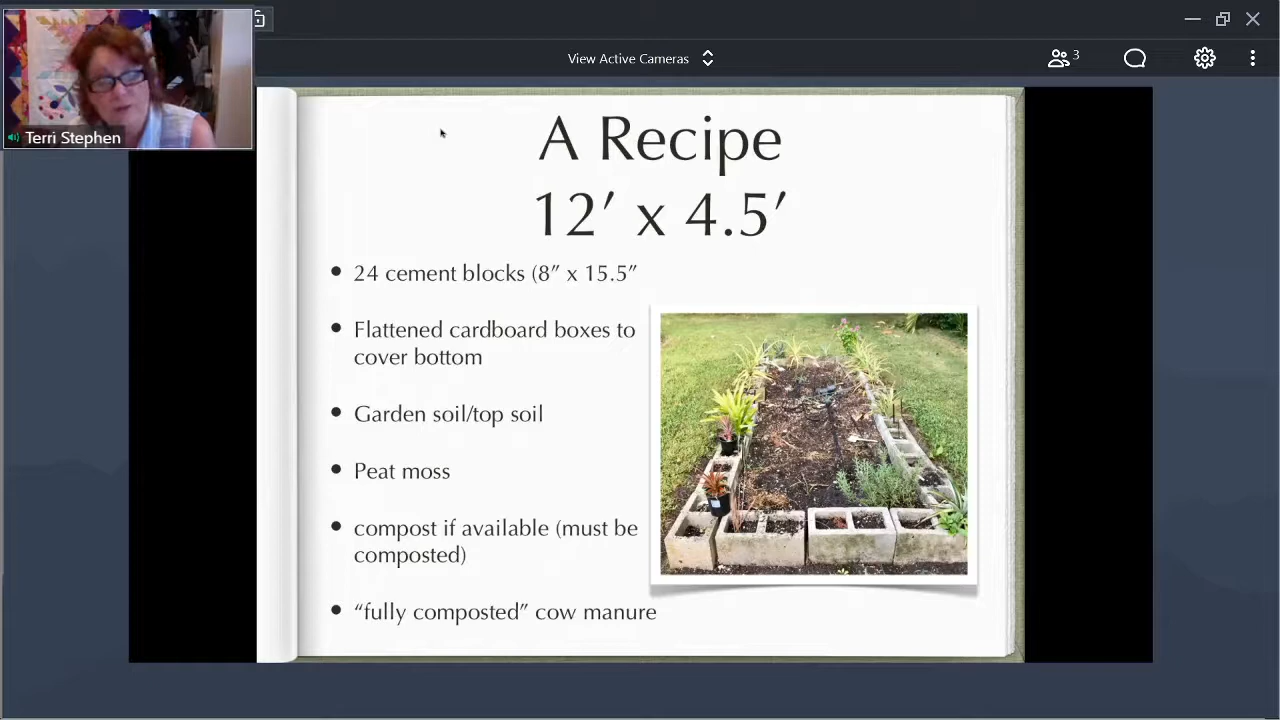 View Active Cameras
3
Terri Stephen
A Recipe
12′ x 4.5′
• 24 cement blocks (8” x 15.5”
• Flattened cardboard boxes to
cover bottom
• Garden soil/top soil
• Peat moss
• compost if available (must be
composted)
• “fully composted” cow manure